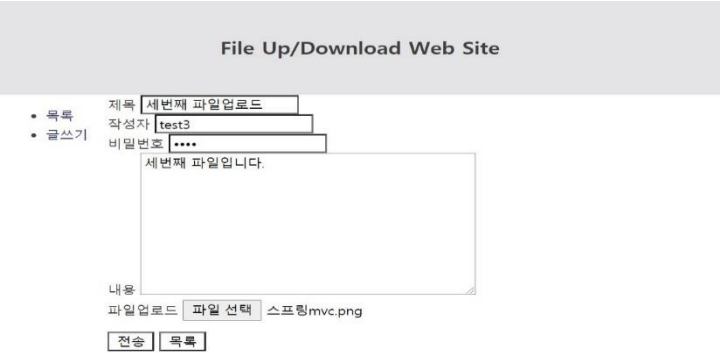 File Up/Download Web Site
목록
글쓰기
제목 세번째 파일업로드
작성자 test3
비밀번호 ••••
세번째 파일입니다.
내용
파일업로드 파일 선택 스프링mvc.png
전송 목록